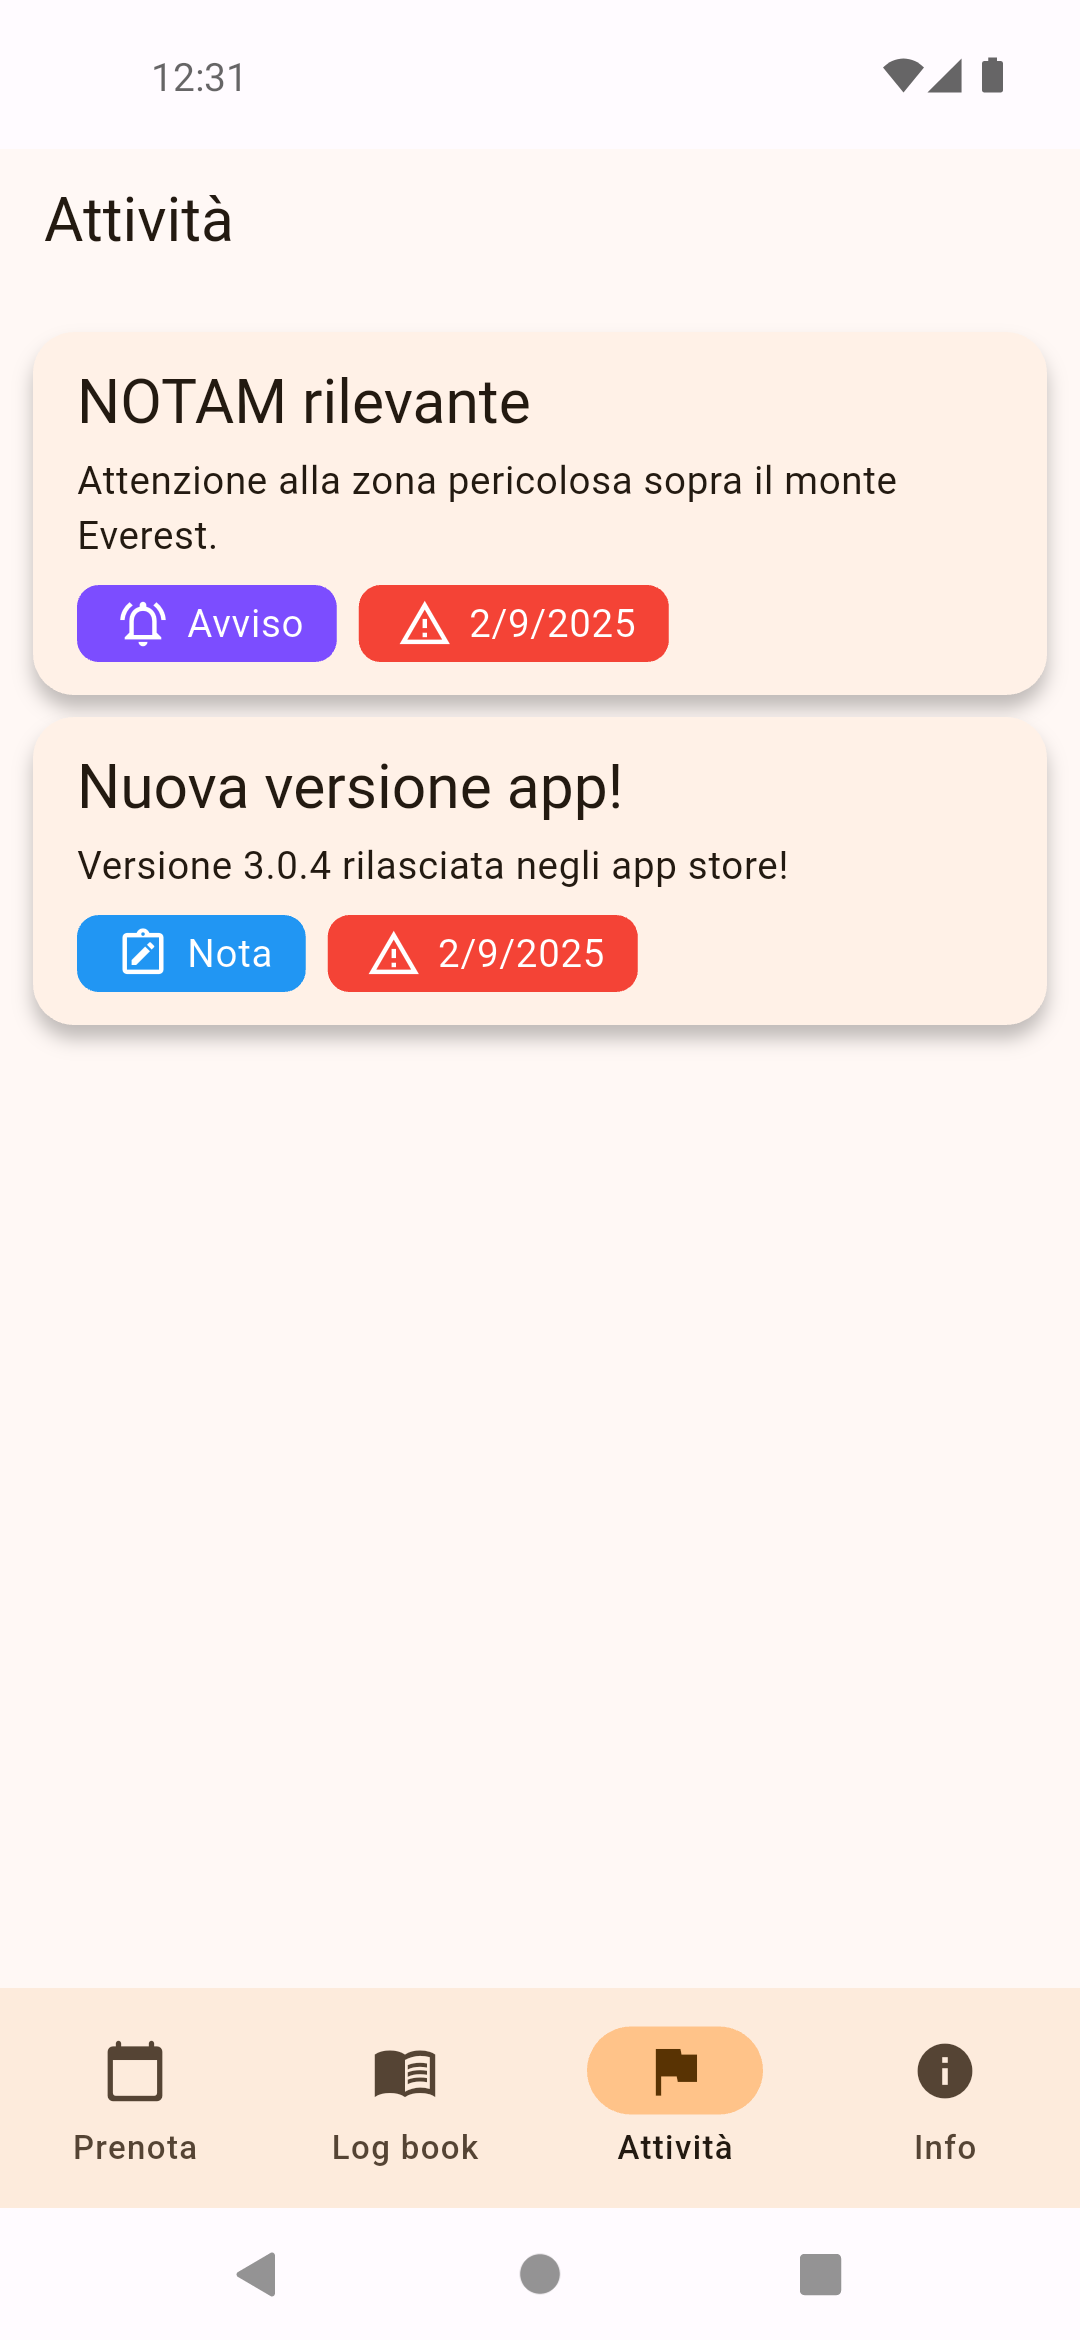 12:31
Attività
NOTAM rilevante
Attenzione alla zona pericolosa sopra il monte
Everest.
Avviso 2/9/2025
Nuova versione app!
Versione 3.0.4 rilasciata negli app store!
Nota 2/9/2025
Prenota Log book Attività Info